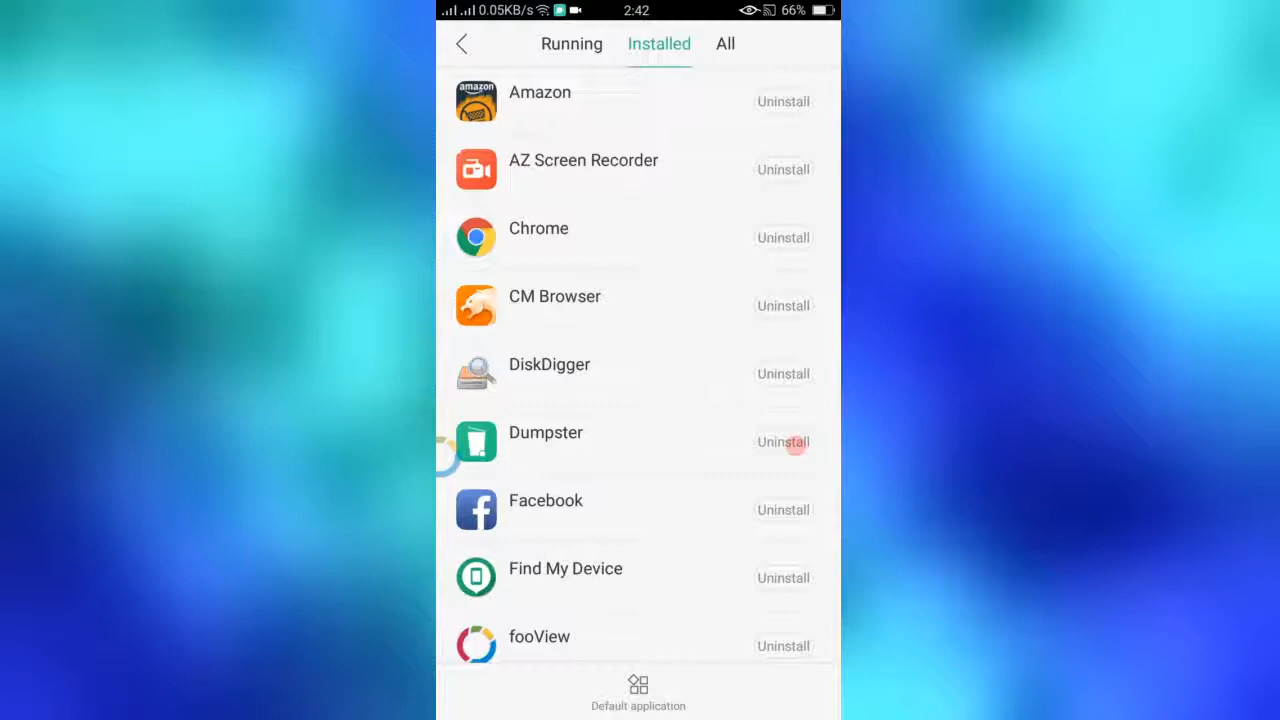 0.05KB/s 2:42 66%
Running Installed All
amazon
Amazon Uninstall
AZ Screen Recorder Uninstall
Chrome Uninstall
CM Browser Uninstall
DiskDigger Uninstall
Dumpster Uninstall
Facebook Uninstall
Find My Device Uninstall
fooView Uninstall
Default application